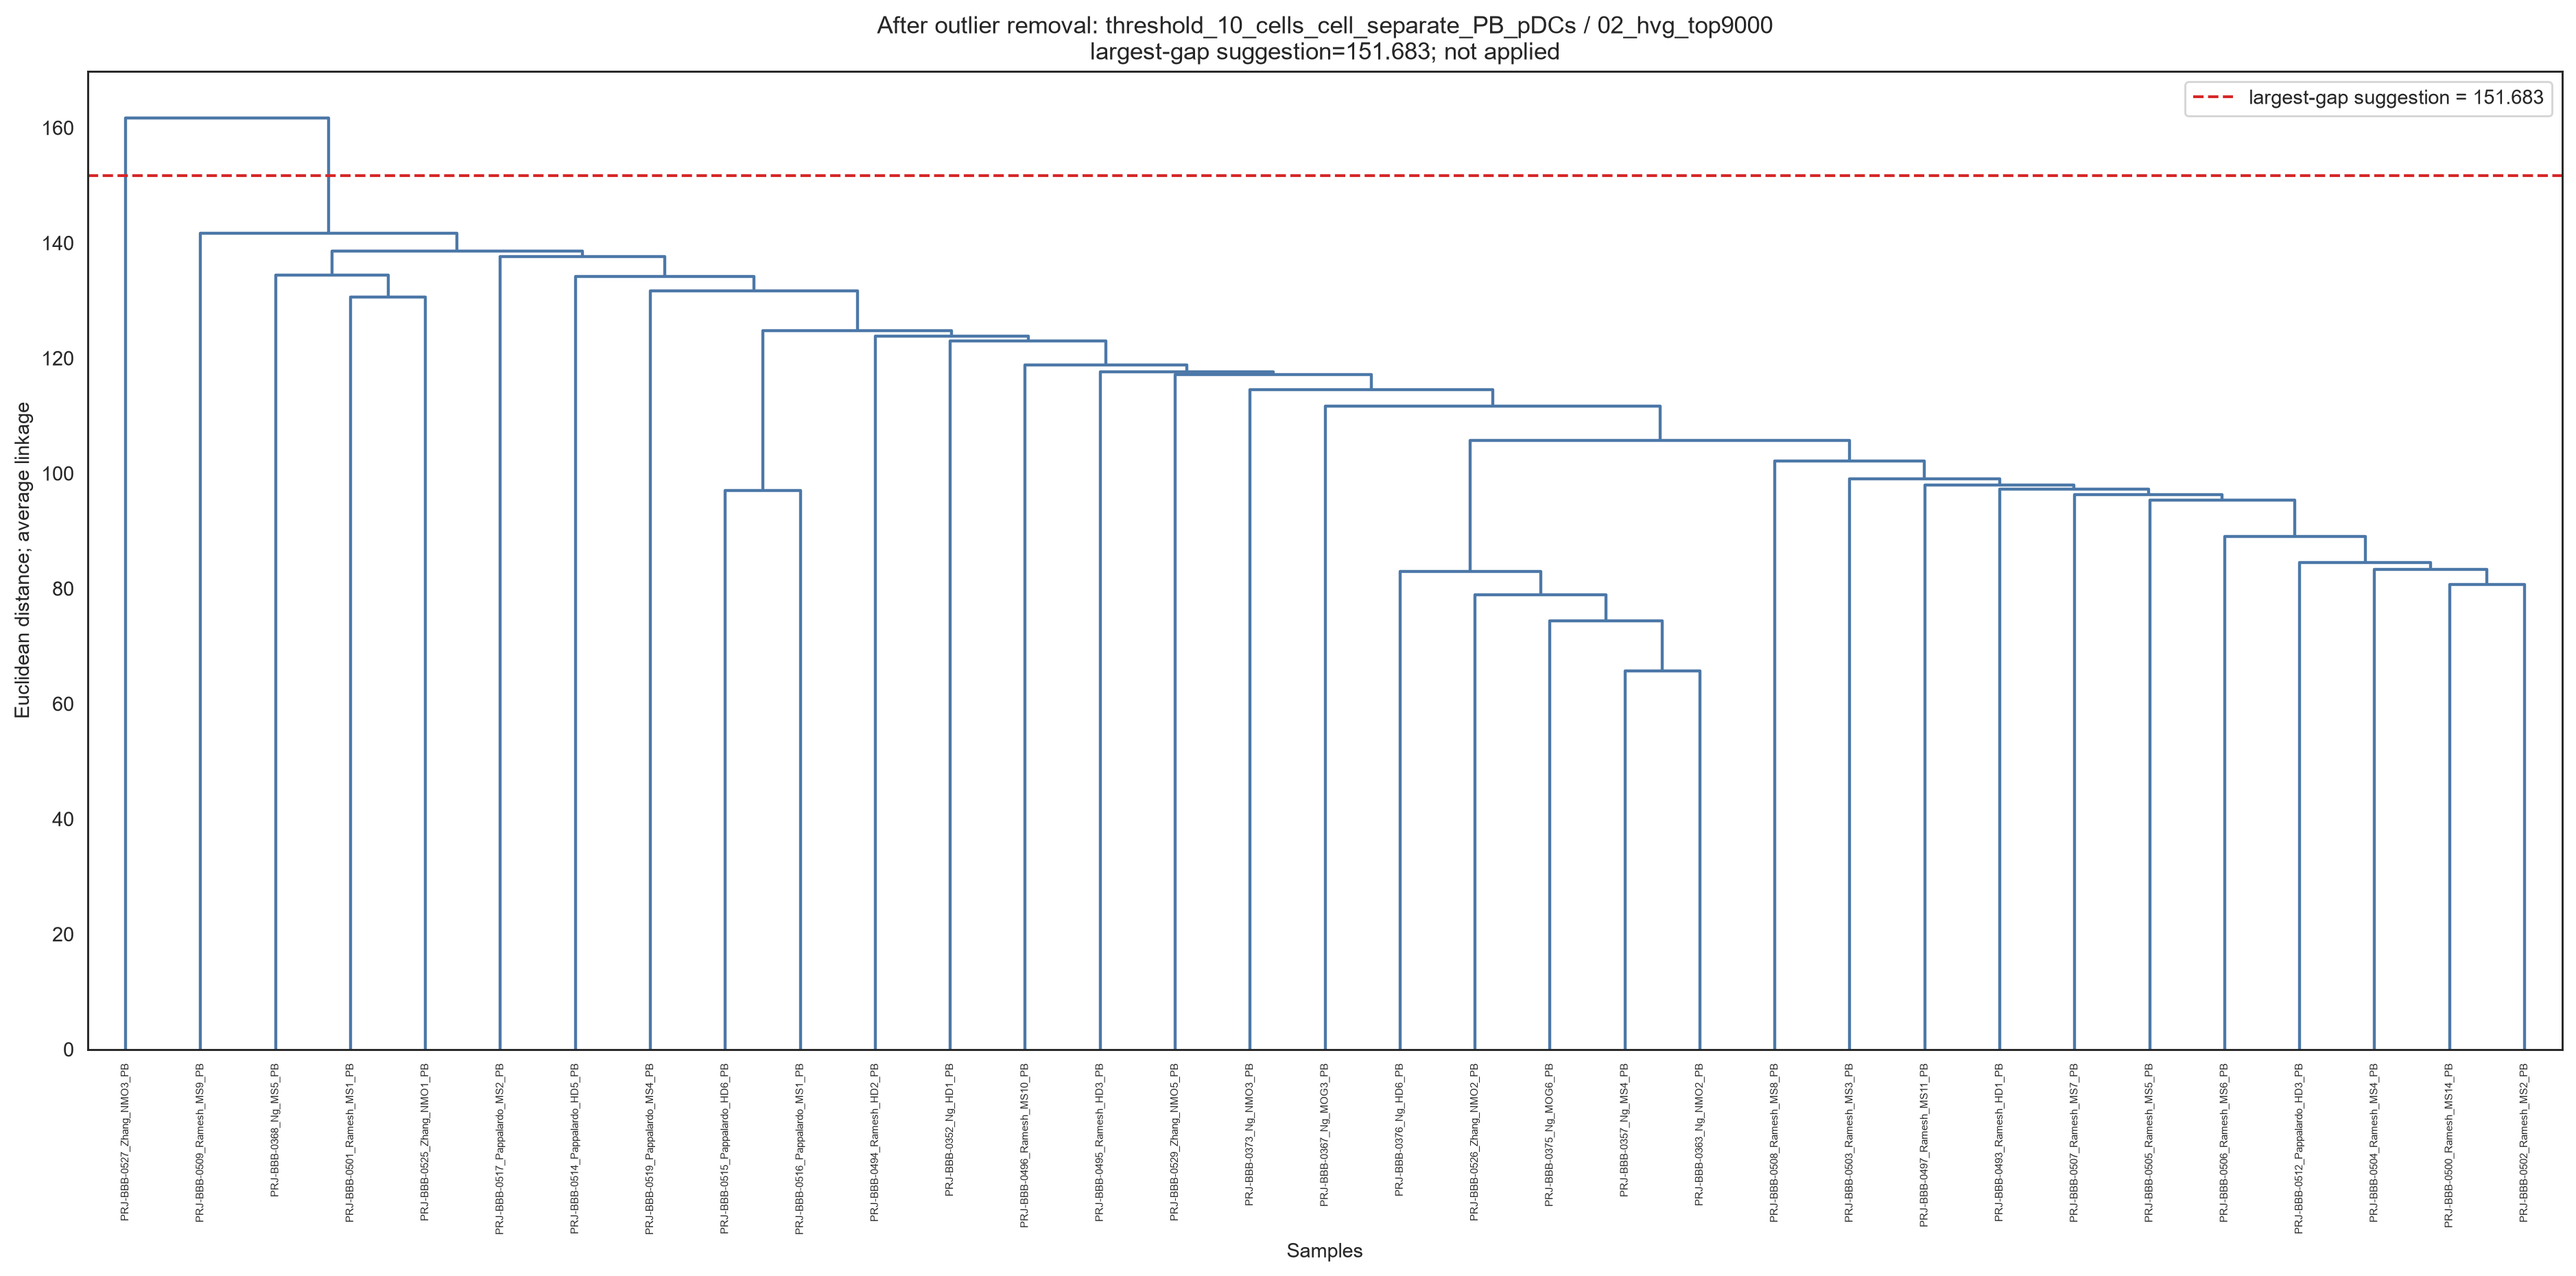 After outlier removal: threshold_10_cells_cell_separate_PB_pDCs / 02_hvg_top9000
largest-gap suggestion=151.683; not applied
largest-gap suggestion = 151.683
Euclidean distance; average linkage
160
140
120
100
80
60
40
20
0
PRJ-BBB-0527_Zhang_NMO3_PB
PRJ-BBB-0509_Ramesh_MS9_PB
PRJ-BBB-0368_Ng_MS5_PB
PRJ-BBB-0501_Ramesh_MS1_PB
PRJ-BBB-0525_Zhang_NMO1_PB
PRJ-BBB-0517_Pappalardo_MS2_PB
PRJ-BBB-0514_Pappalardo_HD5_PB
PRJ-BBB-0519_Pappalardo_MS4_PB
PRJ-BBB-0515_Pappalardo_HD6_PB
PRJ-BBB-0516_Pappalardo_MS1_PB
PRJ-BBB-0494_Ramesh_HD2_PB
PRJ-BBB-0352_Ng_HD1_PB
PRJ-BBB-0496_Ramesh_MS10_PB
PRJ-BBB-0495_Ramesh_HD3_PB
PRJ-BBB-0529_Zhang_NMO5_PB
PRJ-BBB-0373_Ng_NMO3_PB
PRJ-BBB-0367_Ng_MOG3_PB
PRJ-BBB-0376_Ng_HD6_PB
PRJ-BBB-0526_Zhang_NMO2_PB
PRJ-BBB-0375_Ng_MOG6_PB
PRJ-BBB-0357_Ng_MS4_PB
PRJ-BBB-0363_Ng_NMO2_PB
PRJ-BBB-0508_Ramesh_MS8_PB
PRJ-BBB-0503_Ramesh_MS3_PB
PRJ-BBB-0497_Ramesh_MS11_PB
PRJ-BBB-0493_Ramesh_HD1_PB
PRJ-BBB-0507_Ramesh_MS7_PB
PRJ-BBB-0505_Ramesh_MS5_PB
PRJ-BBB-0506_Ramesh_MS6_PB
PRJ-BBB-0512_Pappalardo_HD3_PB
PRJ-BBB-0504_Ramesh_MS4_PB
PRJ-BBB-0500_Ramesh_MS14_PB
PRJ-BBB-0502_Ramesh_MS2_PB
Samples